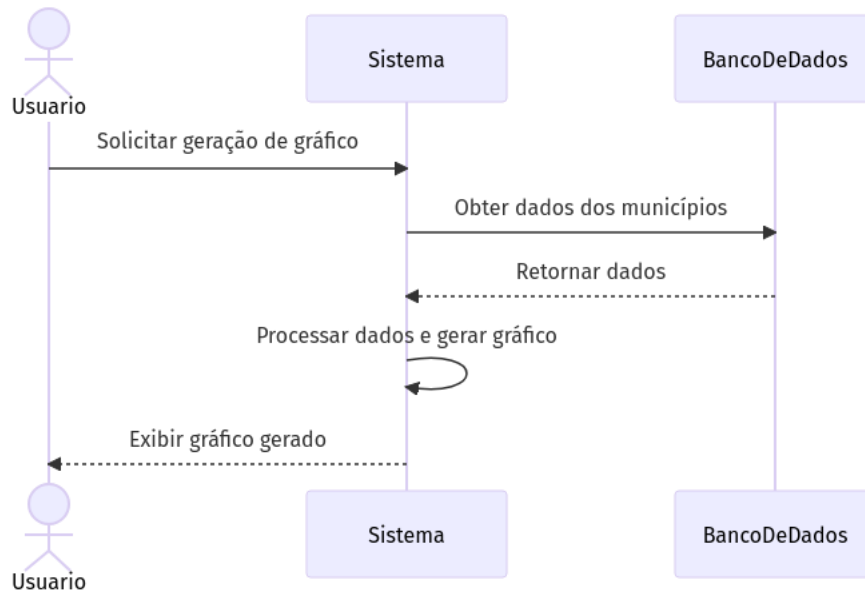 Sistema
BancoDeDados
Usuario
Solicitar geração de gráfico
Obter dados dos municípios
Retornar dados
Processar dados e gerar gráfico
Exibir gráfico gerado
Sistema
BancoDeDados
Usuario